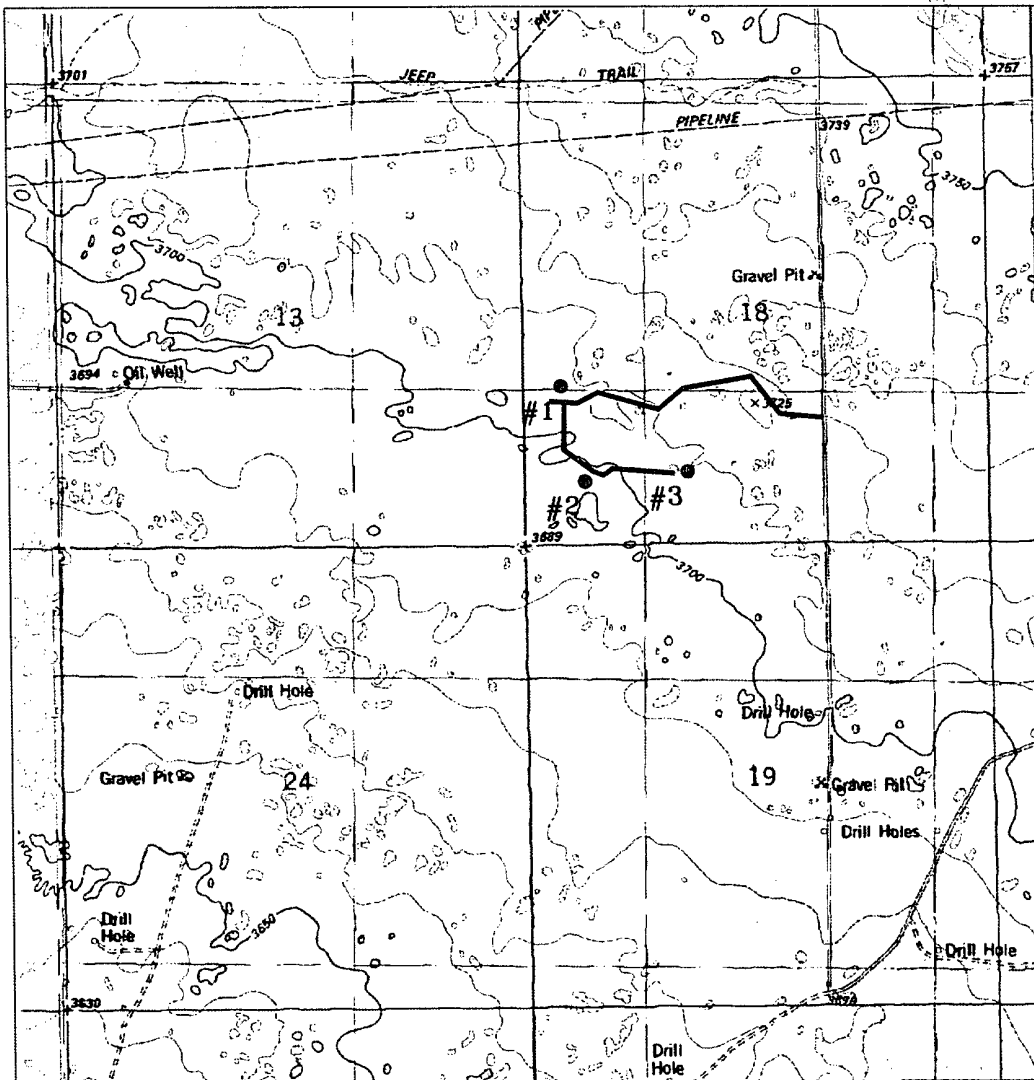 3701
JEEP TRAIL
3757
PIPELINE
3739
3750
3700
Gravel Pit
13
18
3694
Oil Well
#1
3725
#2
#3
3689
3700
Drill Hole
Drill Hole
Gravel Pit
24
19
Gravel Pit
Drill Holes
Drill
Hole
3650
Drill Hole
3630
Drill
Hole